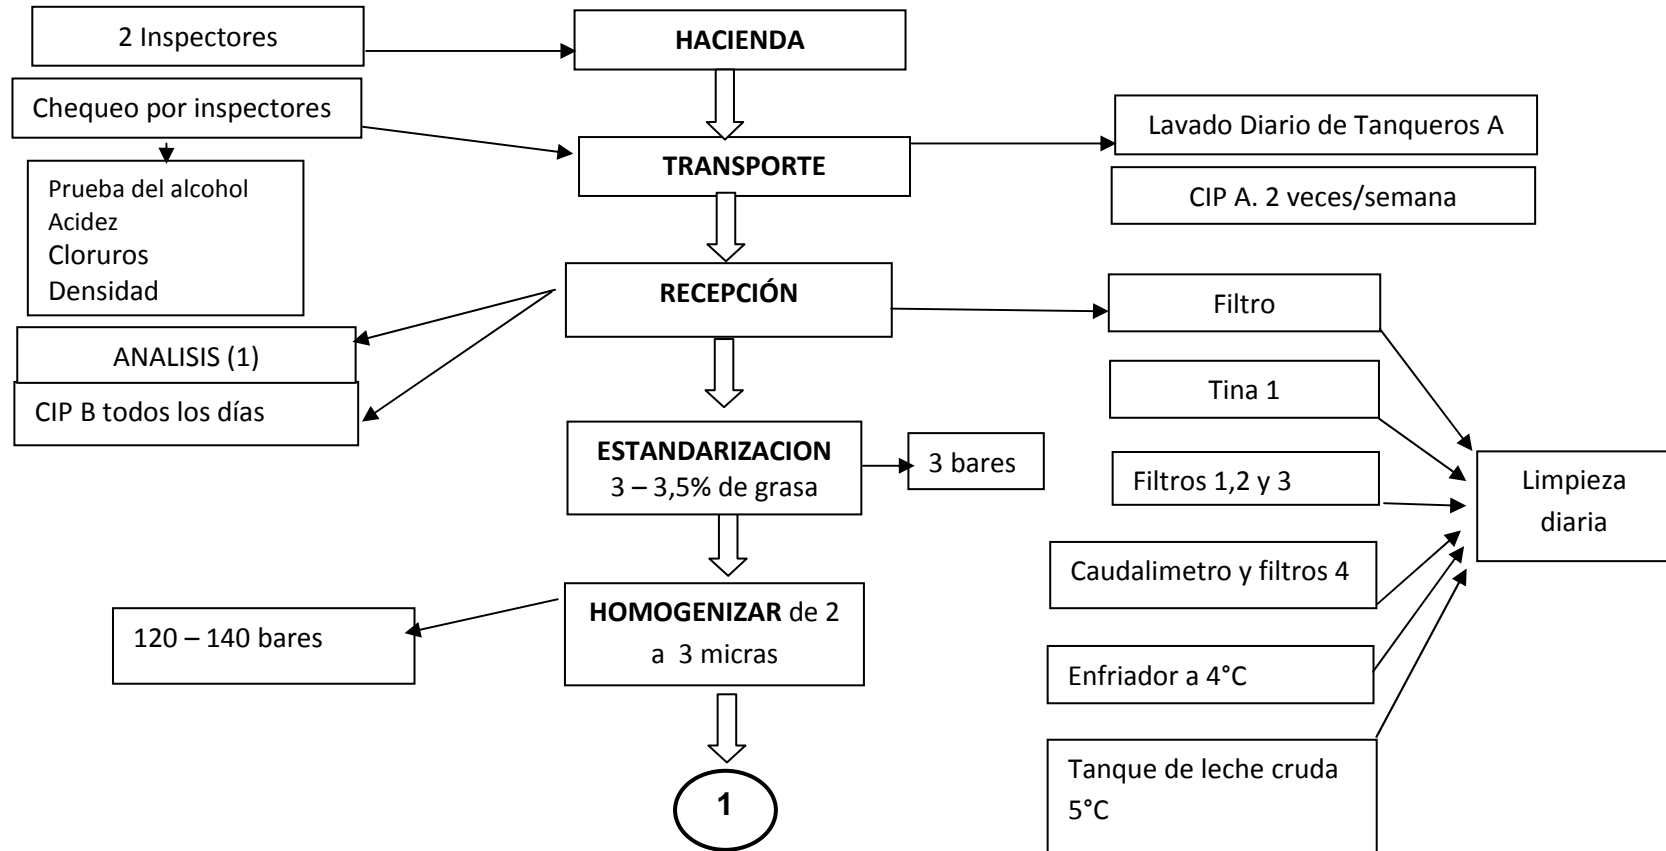 2 Inspectores
HACIENDA
Chequeo por inspectores
Lavado Diario de Tanqueros A
TRANSPORTE
Prueba del alcohol
Acidez
Cloruros
Densidad
CIP A. 2 veces/semana
RECEPCIÓN
Filtro
ANALISIS (1)
CIP B todos los días
Tina 1
ESTANDARIZACION
3 – 3,5% de grasa
3 bares
Filtros 1,2 y 3
Limpieza
diaria
Caudalimetro y filtros 4
HOMOGENIZAR de 2
a 3 micras
120 – 140 bares
Enfriador a 4°C
Tanque de leche cruda
5°C
1